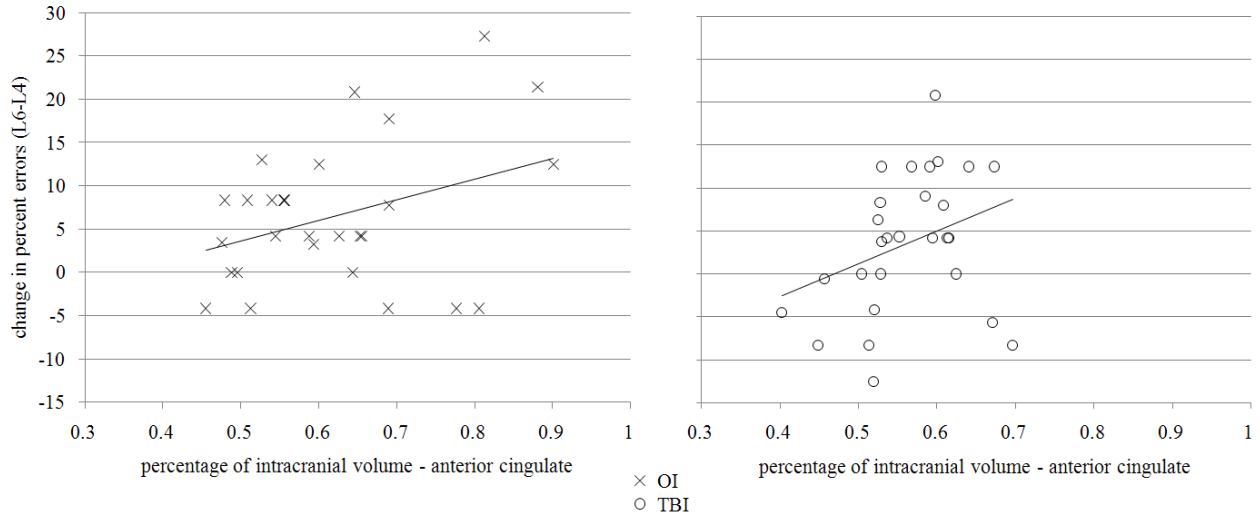 change in percent errors (L6-L4)
30
25
20
15
10
5
0
-5
-10
-15
0.3 0.4 0.5 0.6 0.7 0.8 0.9 1
percentage of intracranial volume - anterior cingulate
0.3 0.4 0.5 0.6 0.7 0.8 0.9 1
percentage of intracranial volume - anterior cingulate
OI
TBI